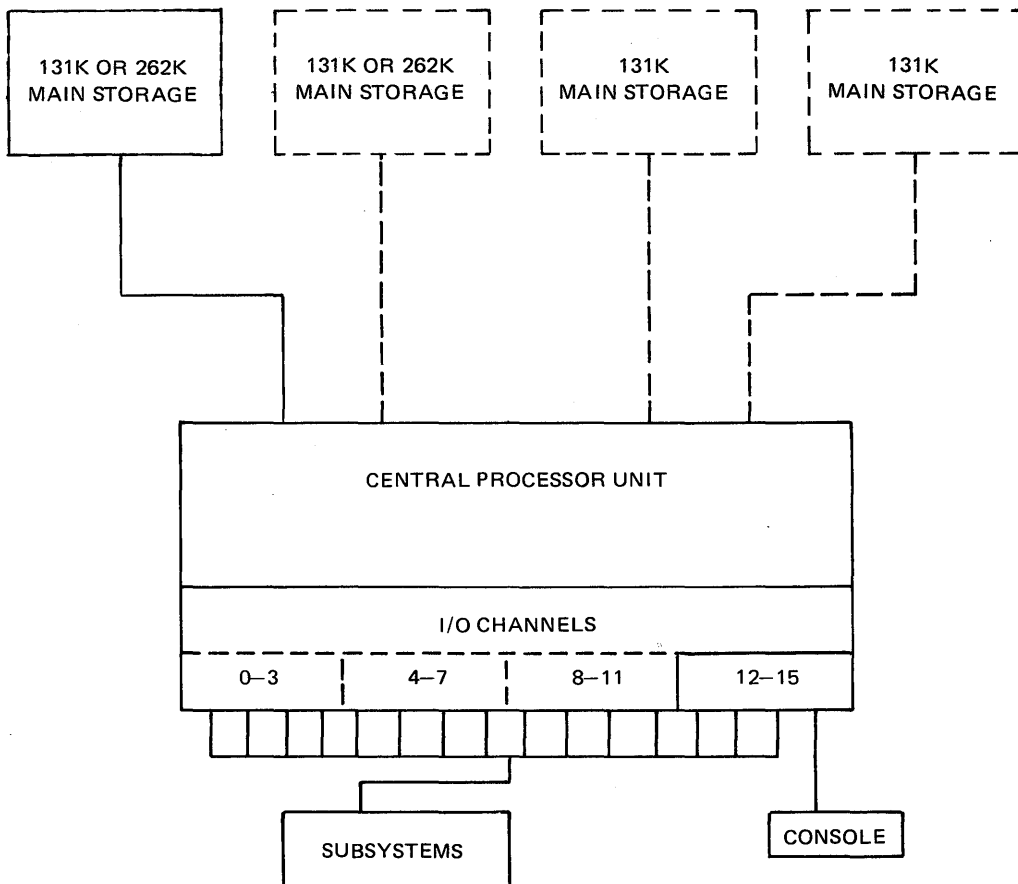 131K OR 262K
MAIN STORAGE
131K OR 262K
MAIN STORAGE
131K
MAIN STORAGE
131K
MAIN STORAGE
CENTRAL PROCESSOR UNIT
I/O CHANNELS
0—3
4—7
8—11
12—15
SUBSYSTEMS
CONSOLE